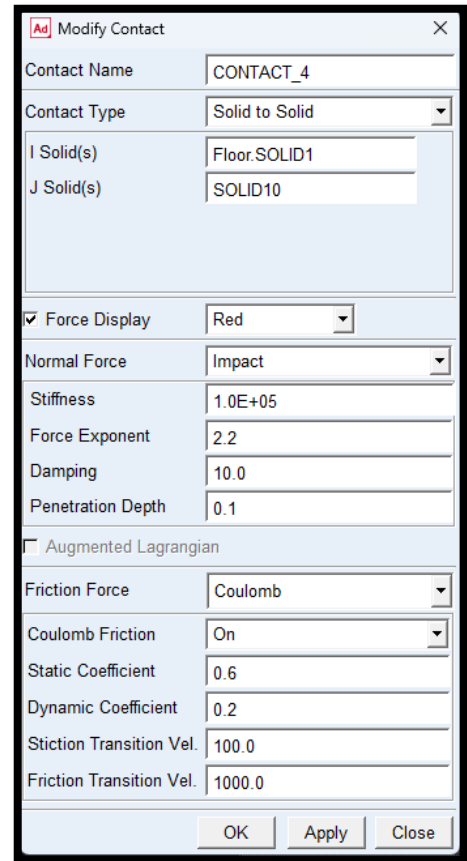 Ad Modify Contact
Contact Name CONTACT_4
Contact Type Solid to Solid
I Solid(s) Floor.SOLID1
J Solid(s) SOLID10
Force Display Red
Normal Force Impact
Stiffness 1.0E+05
Force Exponent 2.2
Damping 10.0
Penetration Depth 0.1
Augmented Lagrangian
Friction Force Coulomb
Coulomb Friction On
Static Coefficient 0.6
Dynamic Coefficient 0.2
Stiction Transition Vel. 100.0
Friction Transition Vel. 1000.0
OK Apply Close